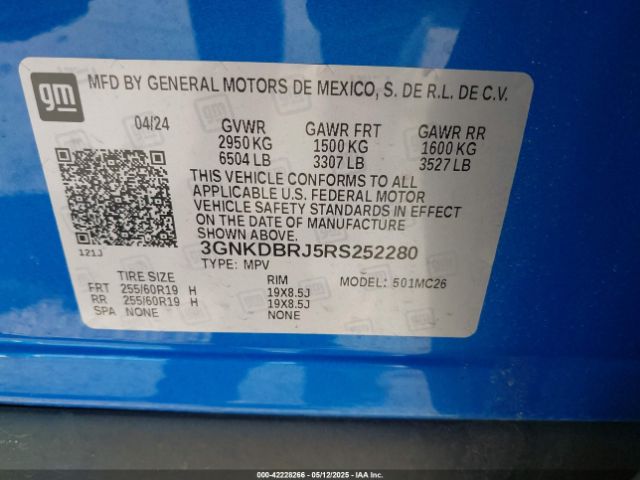 gm
MFD BY GENERAL MOTORS DE MEXICO, S. DE R.L. DE C.V.
04/24 GVWR GAWR FRT GAWR RR
2950 KG 1500 KG 1600 KG
6504 LB 3307 LB 3527 LB
THIS VEHICLE CONFORMS TO ALL
APPLICABLE U.S. FEDERAL MOTOR
VEHICLE SAFETY STANDARDS IN EFFECT
ON THE DATE OF MANUFACTURE
SHOWN ABOVE.
121J 3GNKDBRJ5RS252280
TYPE: MPV
TIRE SIZE RIM MODEL: 501MC26
FRT 255/60R19 H 19X8.5J
RR 255/60R19 H 19X8.5J
SPA NONE NONE
000-42228266 - 05/12/2025 - IAA Inc.